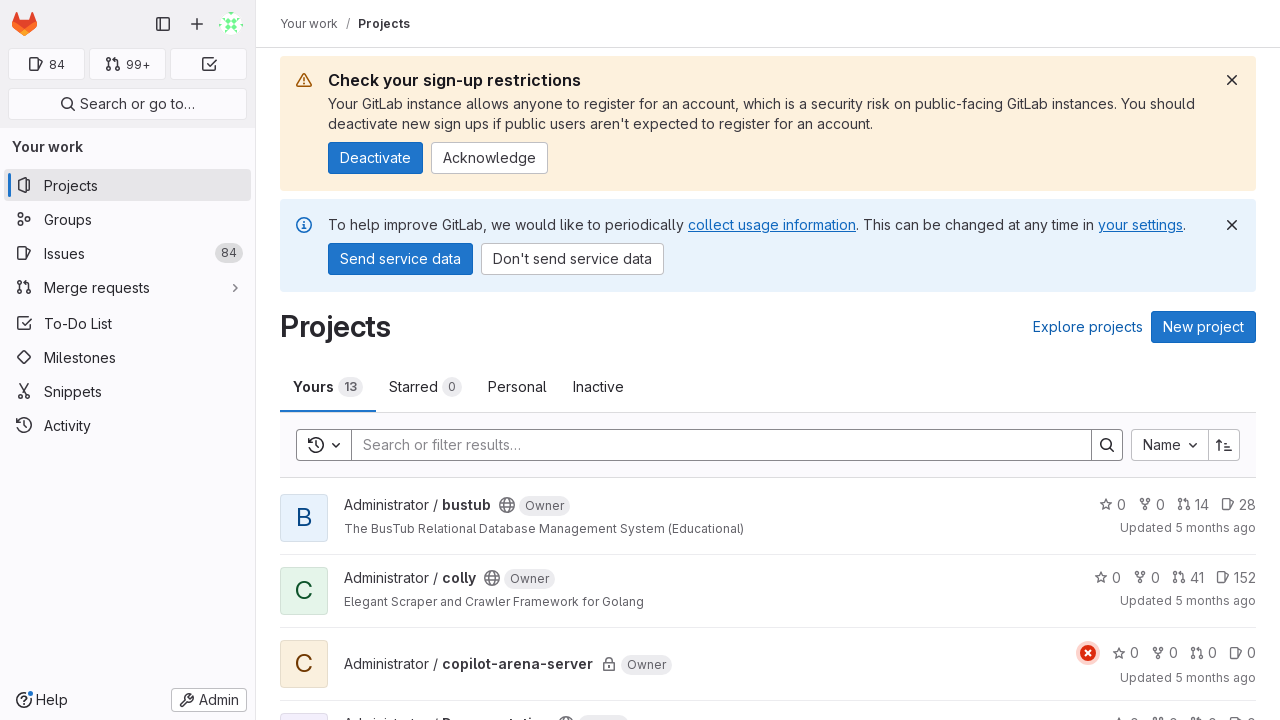 Your work / Projects
84
99+
Search or go to…
Your work
Projects
Groups
Issues 84
Merge requests
To-Do List
Milestones
Snippets
Activity
Help
Admin
Check your sign-up restrictions
Your GitLab instance allows anyone to register for an account, which is a security risk on public-facing GitLab instances. You should
deactivate new sign ups if public users aren't expected to register for an account.
Deactivate
Acknowledge
To help improve GitLab, we would like to periodically collect usage information. This can be changed at any time in your settings.
Send service data
Don't send service data
Projects
Explore projects
New project
Yours 13
Starred 0
Personal
Inactive
Search or filter results…
Name
B
Administrator / bustub Owner
0 0 14 28
The BusTub Relational Database Management System (Educational)
Updated 5 months ago
C
Administrator / colly Owner
0 0 41 152
Elegant Scraper and Crawler Framework for Golang
Updated 5 months ago
C
Administrator / copilot-arena-server Owner
0 0 0 0
Updated 5 months ago